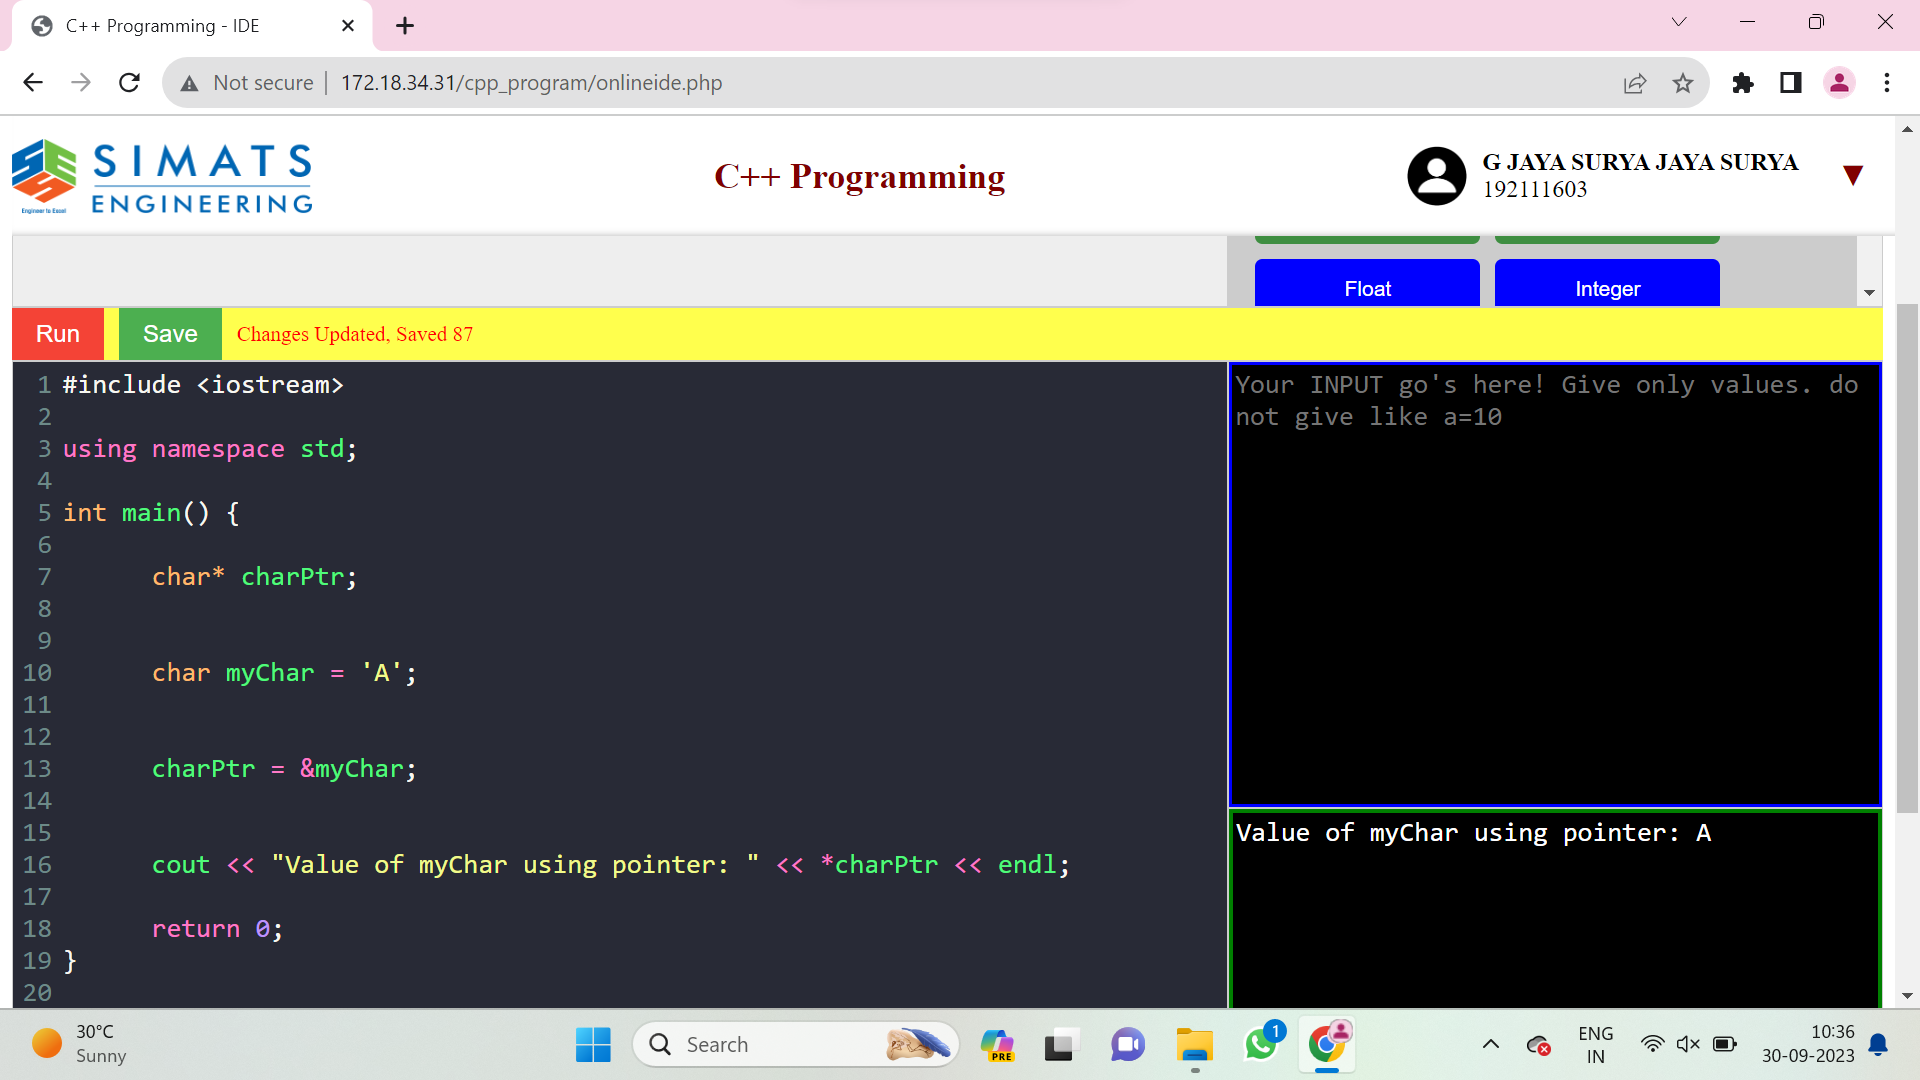 C++ Programming - IDE
Not secure
172.18.34.31/cpp_program/onlineide.php
SIMATS
ENGINEERING
Engineer to Excel
C++ Programming
G JAYA SURYA JAYA SURYA
192111603
Float
Integer
Run
Save
Changes Updated, Saved 87
1 #include <iostream>
2
3 using namespace std;
4
5 int main() {
6
7 char* charPtr;
8
9
10 char myChar = 'A';
11
12
13 charPtr = &myChar;
14
15
16 cout << "Value of myChar using pointer: " << *charPtr << endl;
17
18 return 0;
19 }
20
Your INPUT go's here! Give only values. do
not give like a=10
Value of myChar using pointer: A
30°C
Sunny
Search
PRE
1
ENG
IN
10:36
30-09-2023